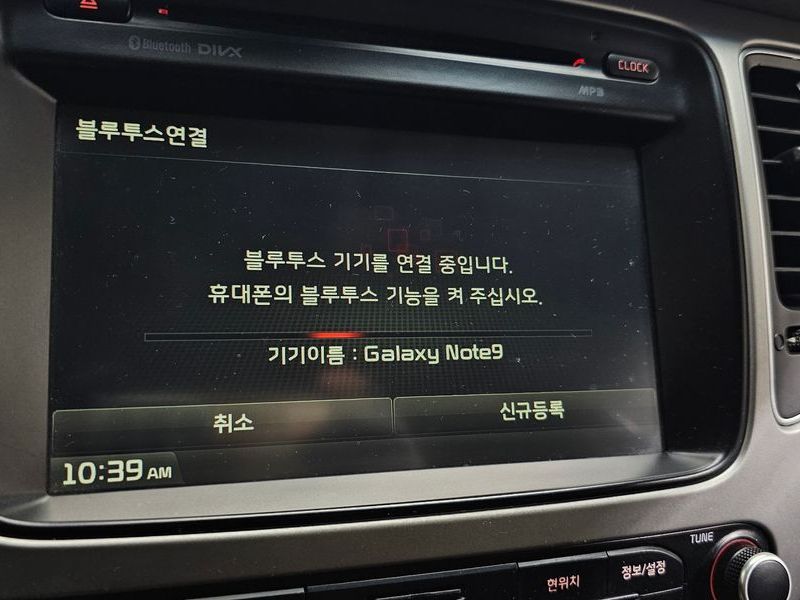 Bluetooth DIVX
CLOCK
MP3
블루투스연결
블루투스 기기를 연결 중입니다.
휴대폰의 블루투스 기능을 켜 주십시오.
기기이름 : Galaxy Note9
취소 신규등록
10:39 AM
TUNE
현위치 정보/설정